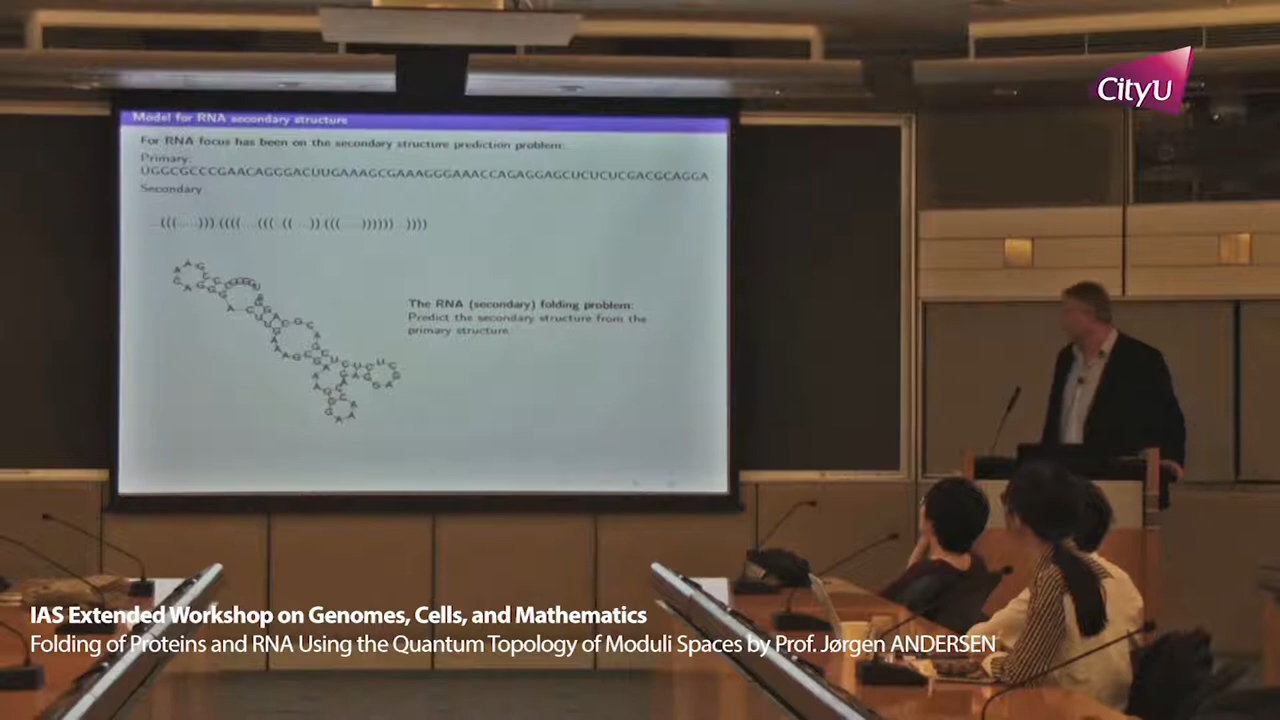 CityU
Model for RNA secondary structure
For RNA focus has been on the secondary structure prediction problem:
Primary:
UGGCGCCCGAACAGGGACUUGAAAGCGAAAGGGAAACCAGAGGAGCUCUCUCGACGCAGGA
Secondary
The RNA (secondary) folding problem:
Predict the secondary structure from the
primary structure
IAS Extended Workshop on Genomes, Cells, and Mathematics
Folding of Proteins and RNA Using the Quantum Topology of Moduli Spaces by Prof. Jørgen ANDERSEN